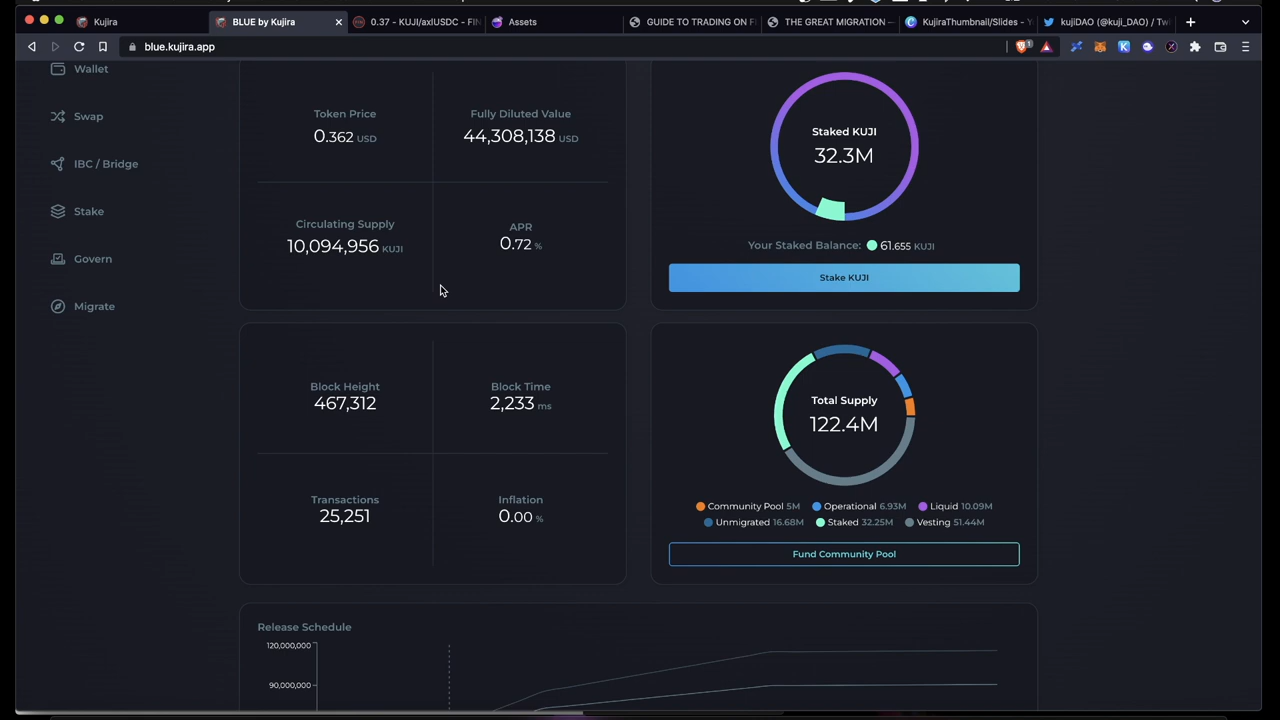 Kujira
BLUE by Kujira
0.37 - KUJI/axlUSDC - FIN
Assets
GUIDE TO TRADING ON F
THE GREAT MIGRATION –
KujiraThumbnail/Slides - Y
kujiDAO (@kuji_DAO) / Tw
blue.kujira.app
1
Wallet
Swap
IBC / Bridge
Stake
Govern
Migrate
Token Price
0.362 USD
Fully Diluted Value
44,308,138 USD
Circulating Supply
10,094,956 KUJI
APR
0.72 %
Staked KUJI
32.3M
Your Staked Balance: 61.655 KUJI
Stake KUJI
Block Height
467,312
Block Time
2,233 ms
Transactions
25,251
Inflation
0.00 %
Total Supply
122.4M
Community Pool 5M Operational 6.93M Liquid 10.09M
Unmigrated 16.68M Staked 32.25M Vesting 51.44M
Fund Community Pool
Release Schedule
120,000,000
90,000,000